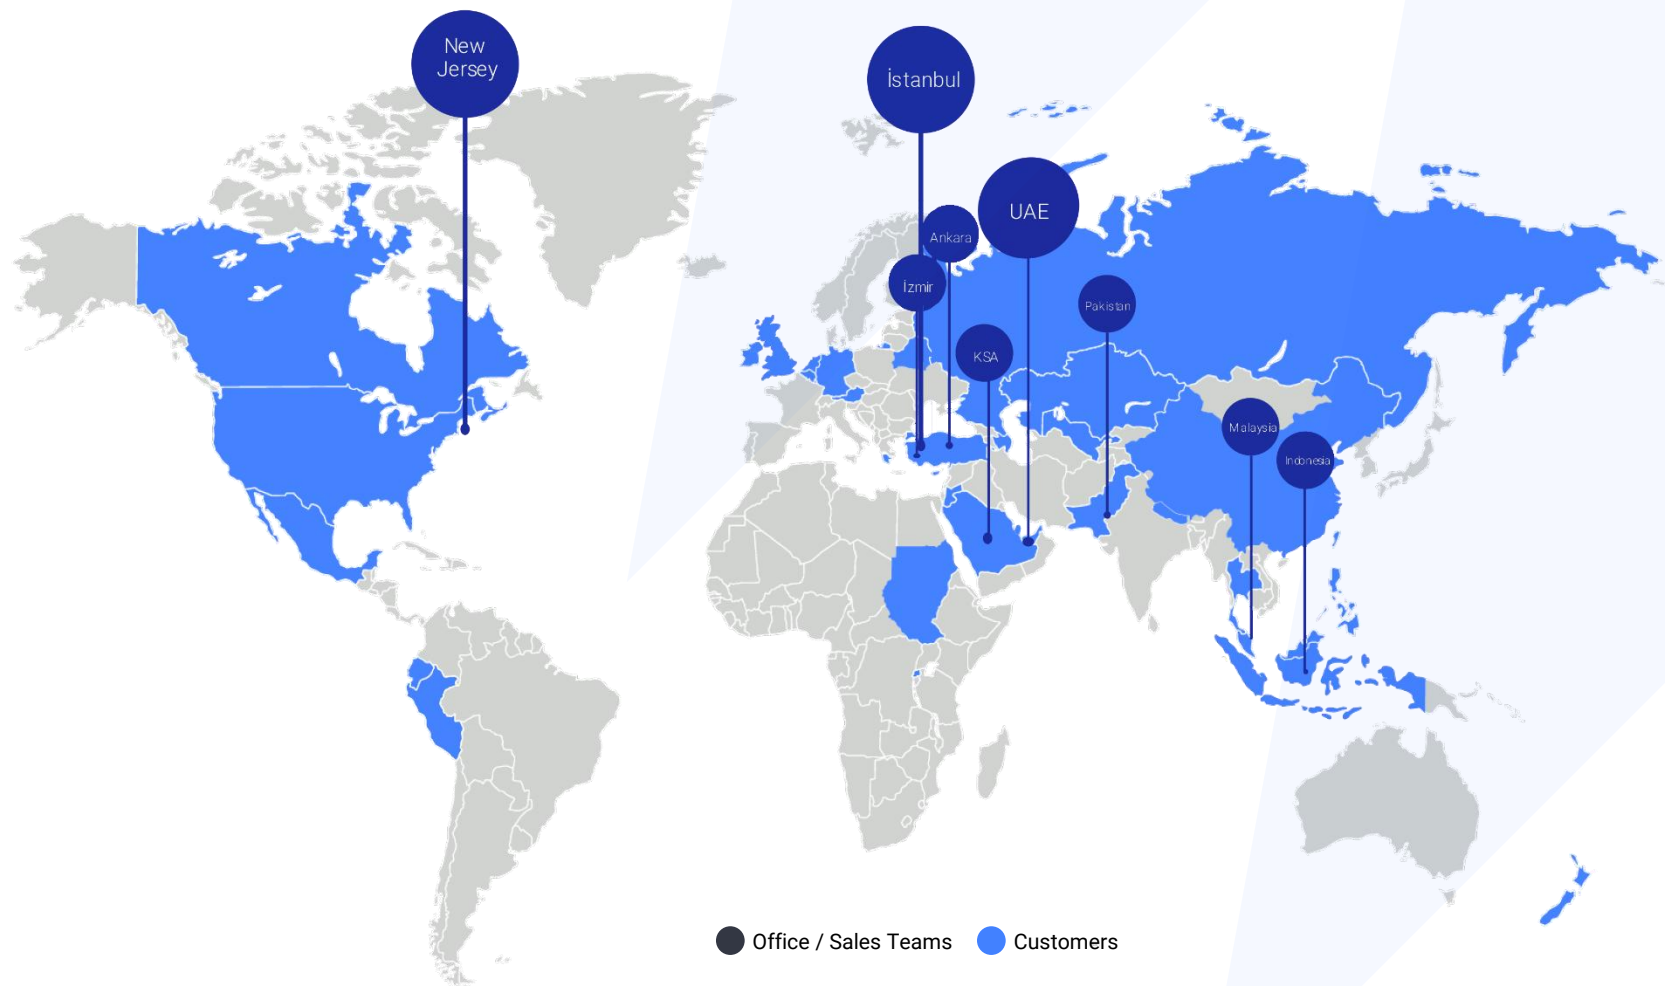 New
Jersey
İstanbul
UAE
Ankara
İzmir
Pakistan
KSA
Malaysia
Indonesia
Office / Sales Teams
Customers